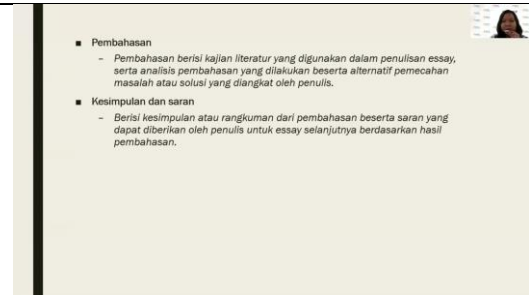 ■ Pembahasan
– Pembahasan berisi kajian literatur yang digunakan dalam penulisan essay,
serta analisis pembahasan yang dilakukan beserta alternatif pemecahan
masalah atau solusi yang diangkat oleh penulis.
■ Kesimpulan dan saran
– Berisi kesimpulan atau rangkuman dari pembahasan beserta saran yang
dapat diberikan oleh penulis untuk essay selanjutnya berdasarkan hasil
pembahasan.